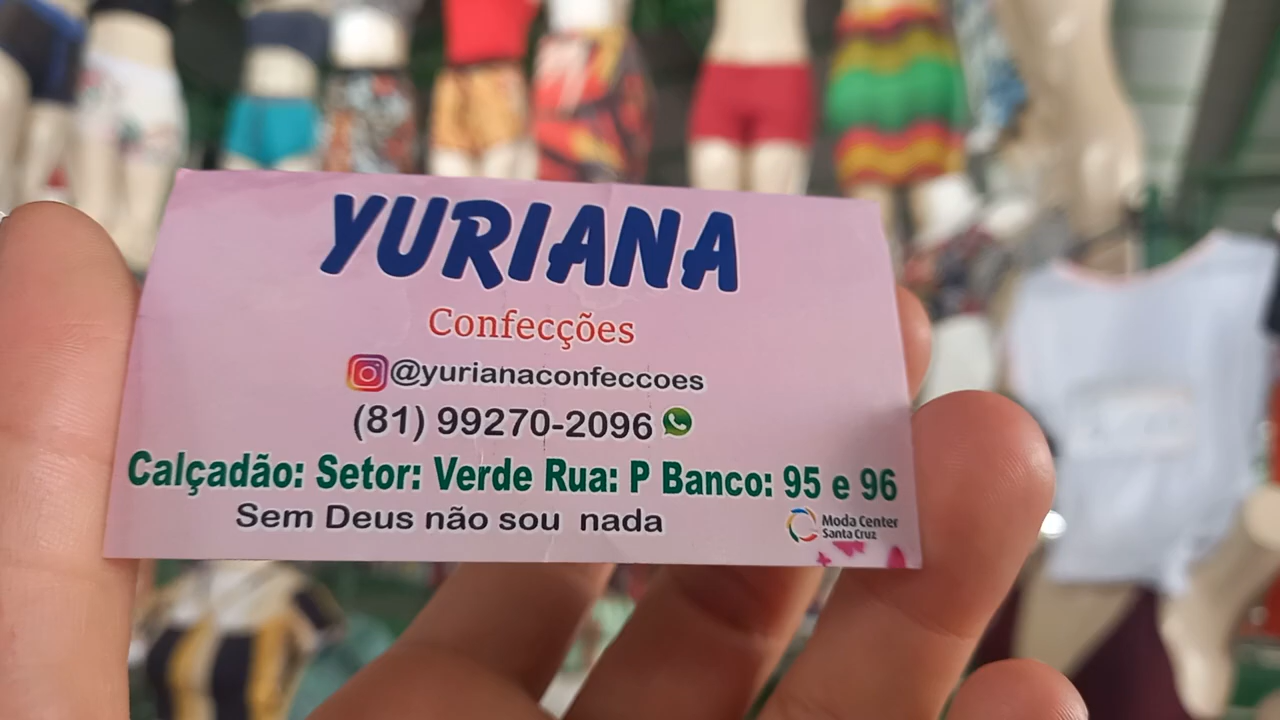 YURIANA
Confecções
@yurianaconfeccoes
(81) 99270-2096
Calçadão: Setor: Verde Rua: P Banco: 95 e 96
Sem Deus não sou nada
Moda Center
Santa Cruz